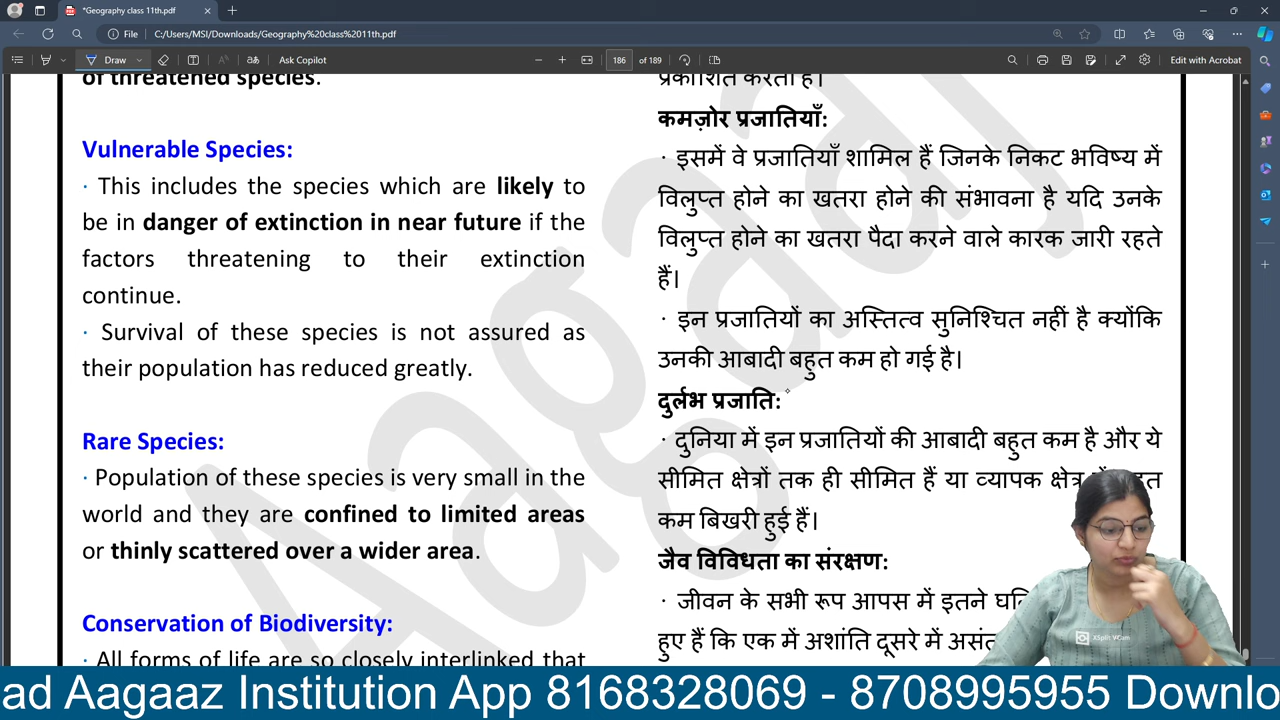 *Geography class 11th.pdf
File C:/Users/MSI/Downloads/Geography%20class%2011th.pdf
Draw Ask Copilot 186 of 189 Edit with Acrobat
of threatened species.
Vulnerable Species:
· This includes the species which are likely to
be in danger of extinction in near future if the
factors threatening to their extinction
continue.
· Survival of these species is not assured as
their population has reduced greatly.
Rare Species:
· Population of these species is very small in the
world and they are confined to limited areas
or thinly scattered over a wider area.
Conservation of Biodiversity:
· All forms of life are so closely interlinked that
प्रकाशित करता है।
कमज़ोर प्रजातियाँ:
· इसमें वे प्रजातियाँ शामिल हैं जिनके निकट भविष्य में
विलुप्त होने का खतरा होने की संभावना है यदि उनके
विलुप्त होने का खतरा पैदा करने वाले कारक जारी रहते
हैं।
· इन प्रजातियों का अस्तित्व सुनिश्चित नहीं है क्योंकि
उनकी आबादी बहुत कम हो गई है।
दुर्लभ प्रजाति:
· दुनिया में इन प्रजातियों की आबादी बहुत कम है और ये
सीमित क्षेत्रों तक ही सीमित हैं या व्यापक क्षेत्र
कम बिखरी हुई हैं।
जैव विविधता का संरक्षण:
· जीवन के सभी रूप आपस में इतने
हुए हैं कि एक में अशांति दूसरे में
XSplit VCam
ad Aagaaz Institution App 8168328069 - 8708995955 Downlo